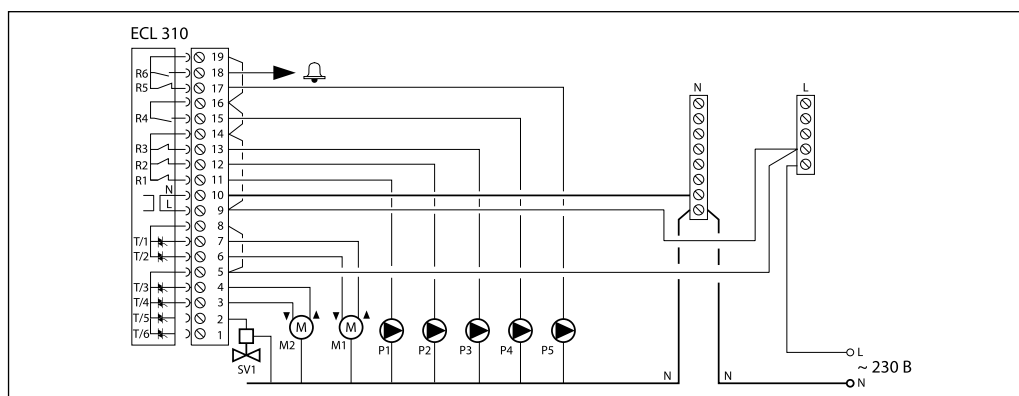 ECL 310
19
R6 18
R5 17
16
R4 15
14
R3 13
R2 12
R1 11
N 10
L 9
8
T/1 7
T/2 6
5
T/3 4
T/4 3
T/5 2
T/6 1
N
L
M
M
M2
M1
P1
P2
P3
P4
P5
SV1
N
N
L
~ 230 В
N